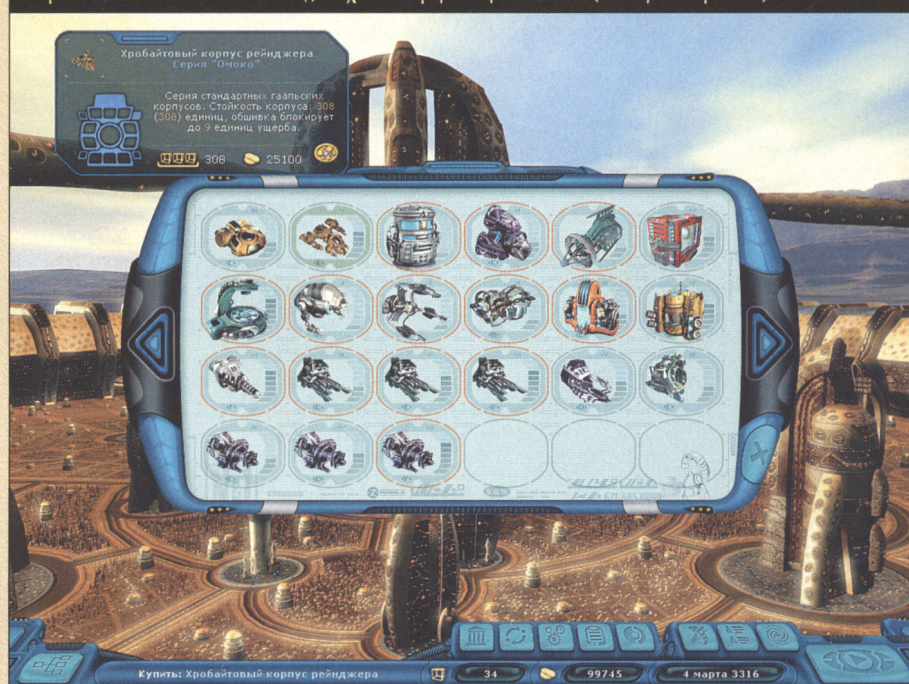 Хробайтовый корпус рейнджера
Серия "Омоко"
Серия стандартных гаальских
корпусов. Стойкость корпуса: 308
(308) единиц, обшивка блокирует
до 9 единиц ущерба.
308 25100
Купить: Хробайтовый корпус рейнджера 34 99745 4 марта 3316